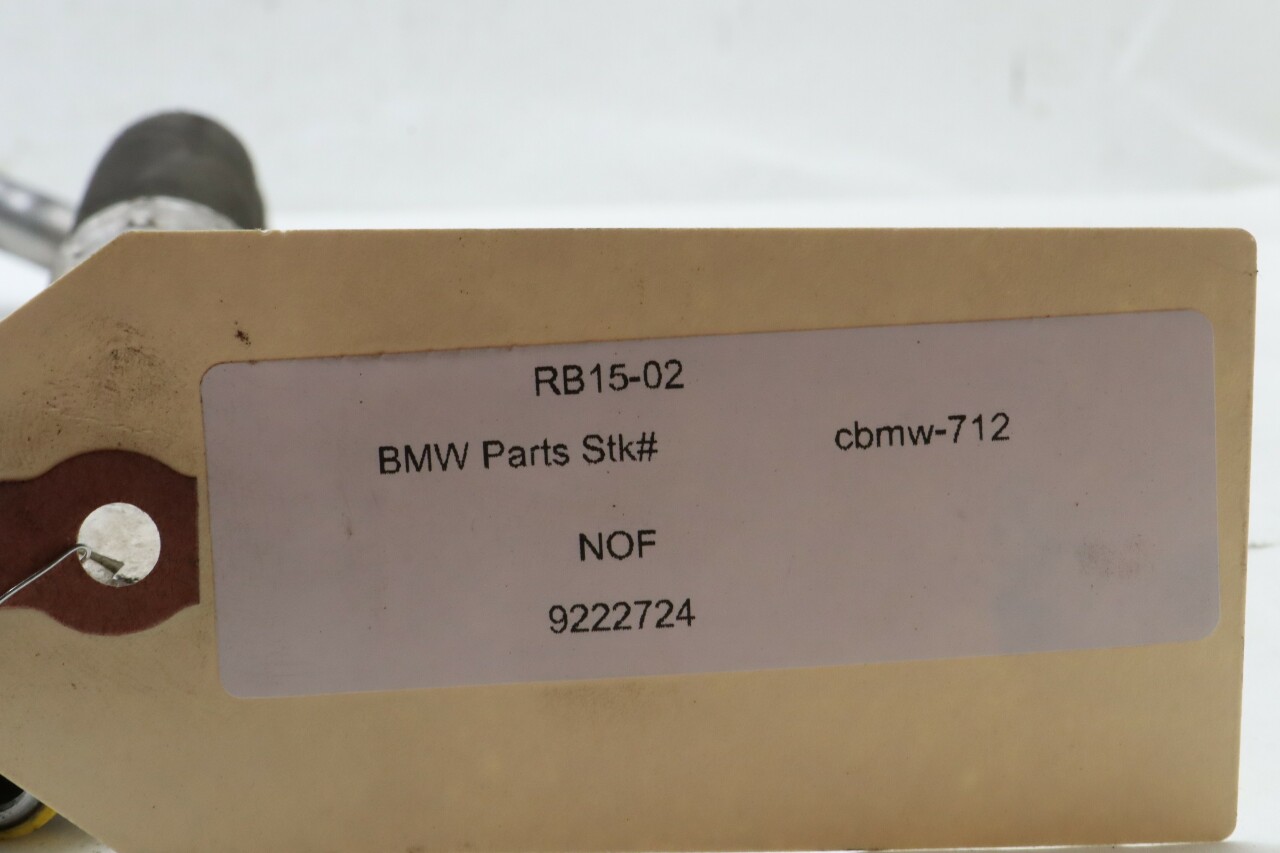 RB15-02
BMW Parts Stk# cbmw-712
NOF
9222724